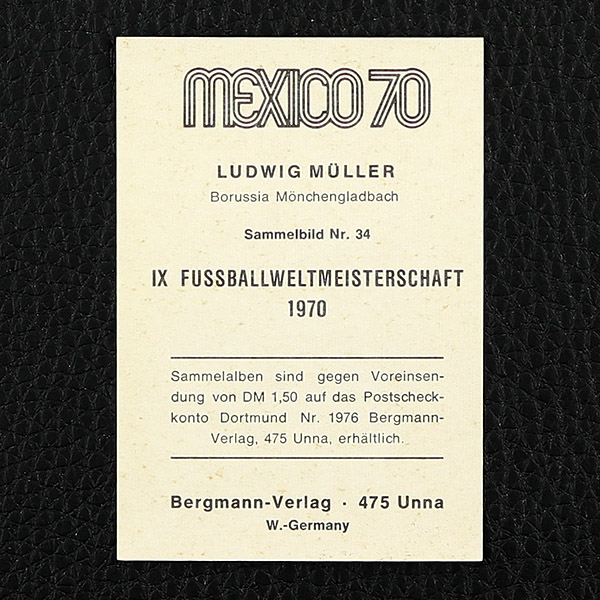 MEXICO 70
LUDWIG MÜLLER
Borussia Mönchengladbach
Sammelbild Nr. 34
IX FUSSBALLWELTMEISTERSCHAFT
1970
Sammelalben sind gegen Voreinsen-
dung von DM 1,50 auf das Postscheck-
konto Dortmund Nr. 1976 Bergmann-
Verlag, 475 Unna, erhältlich.
Bergmann-Verlag · 475 Unna
W.-Germany